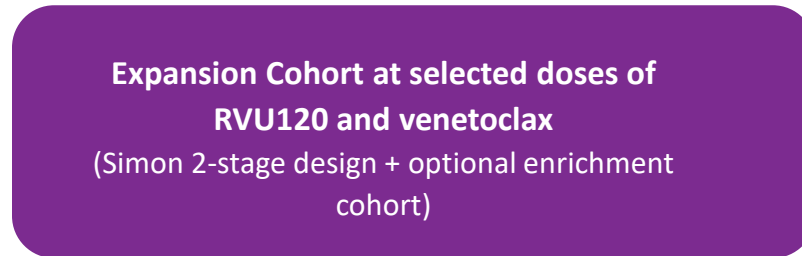 Expansion Cohort at selected doses of
RVU120 and venetoclax
(Simon 2-stage design + optional enrichment
cohort)